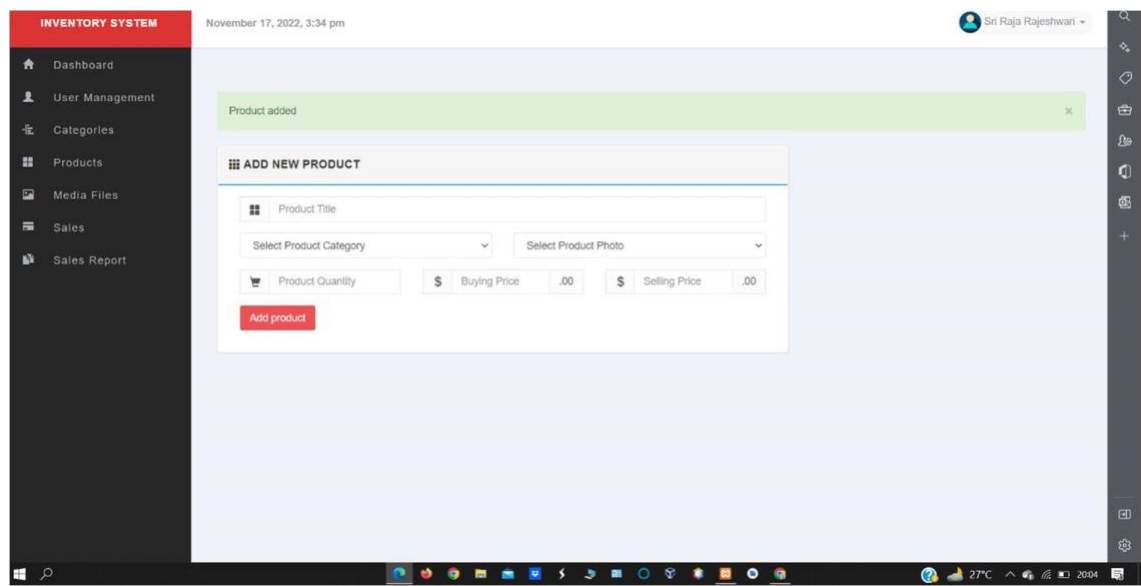 INVENTORY SYSTEM
November 17, 2022, 3:34 pm
Sri Raja Rajeshwari
Dashboard
User Management
Categories
Products
Media Files
Sales
Sales Report
Product added
×
ADD NEW PRODUCT
Product Title
Select Product Category
Select Product Photo
Product Quantity
$ Buying Price .00
$ Selling Price .00
Add product
27°C
2004